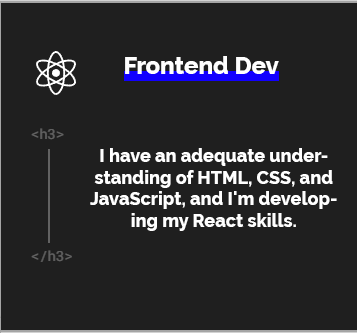 Frontend Dev
<h3>
I have an adequate under-
standing of HTML, CSS, and
JavaScript, and I'm develop-
ing my React skills.
</h3>